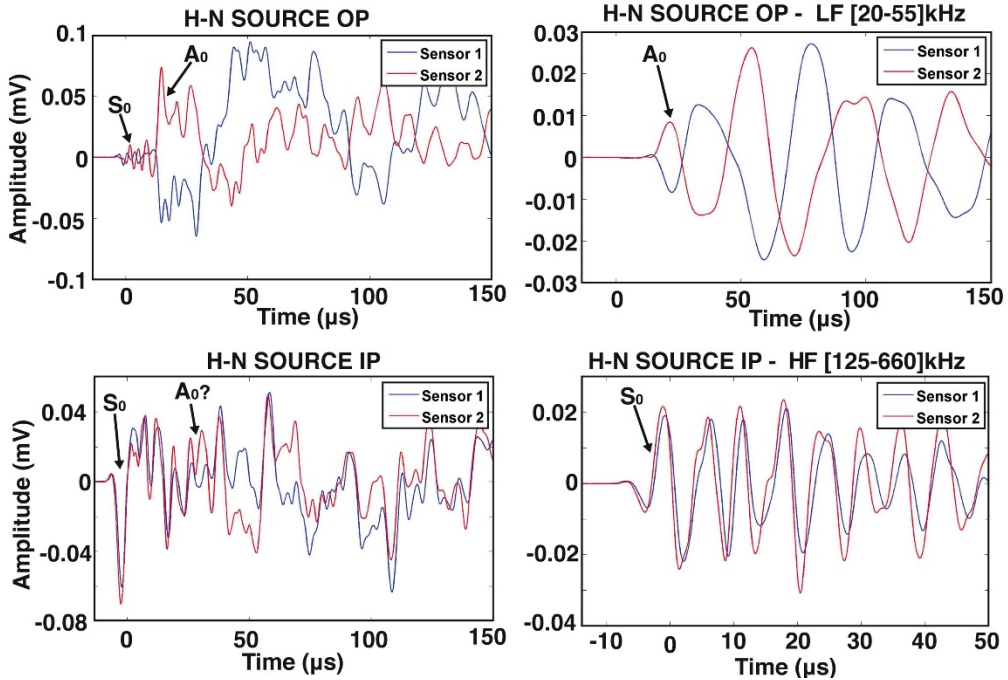 H-N SOURCE OP
0.1
0.05
0
-0.05
-0.1
Amplitude (mV)
S0
A0
Sensor 1
Sensor 2
0 50 100 150
Time (μs)
H-N SOURCE OP - LF [20-55]kHz
0.03
0.02
0.01
0
-0.01
-0.02
-0.03
A0
Sensor 1
Sensor 2
0 50 100 150
Time (μs)
H-N SOURCE IP
0.04
0
-0.04
-0.08
Amplitude (mV)
S0
A0?
Sensor 1
Sensor 2
0 50 100 150
Time (μs)
H-N SOURCE IP - HF [125-660]kHz
0.02
0
-0.02
-0.04
S0
Sensor 1
Sensor 2
-10 0 10 20 30 40 50
Time (μs)